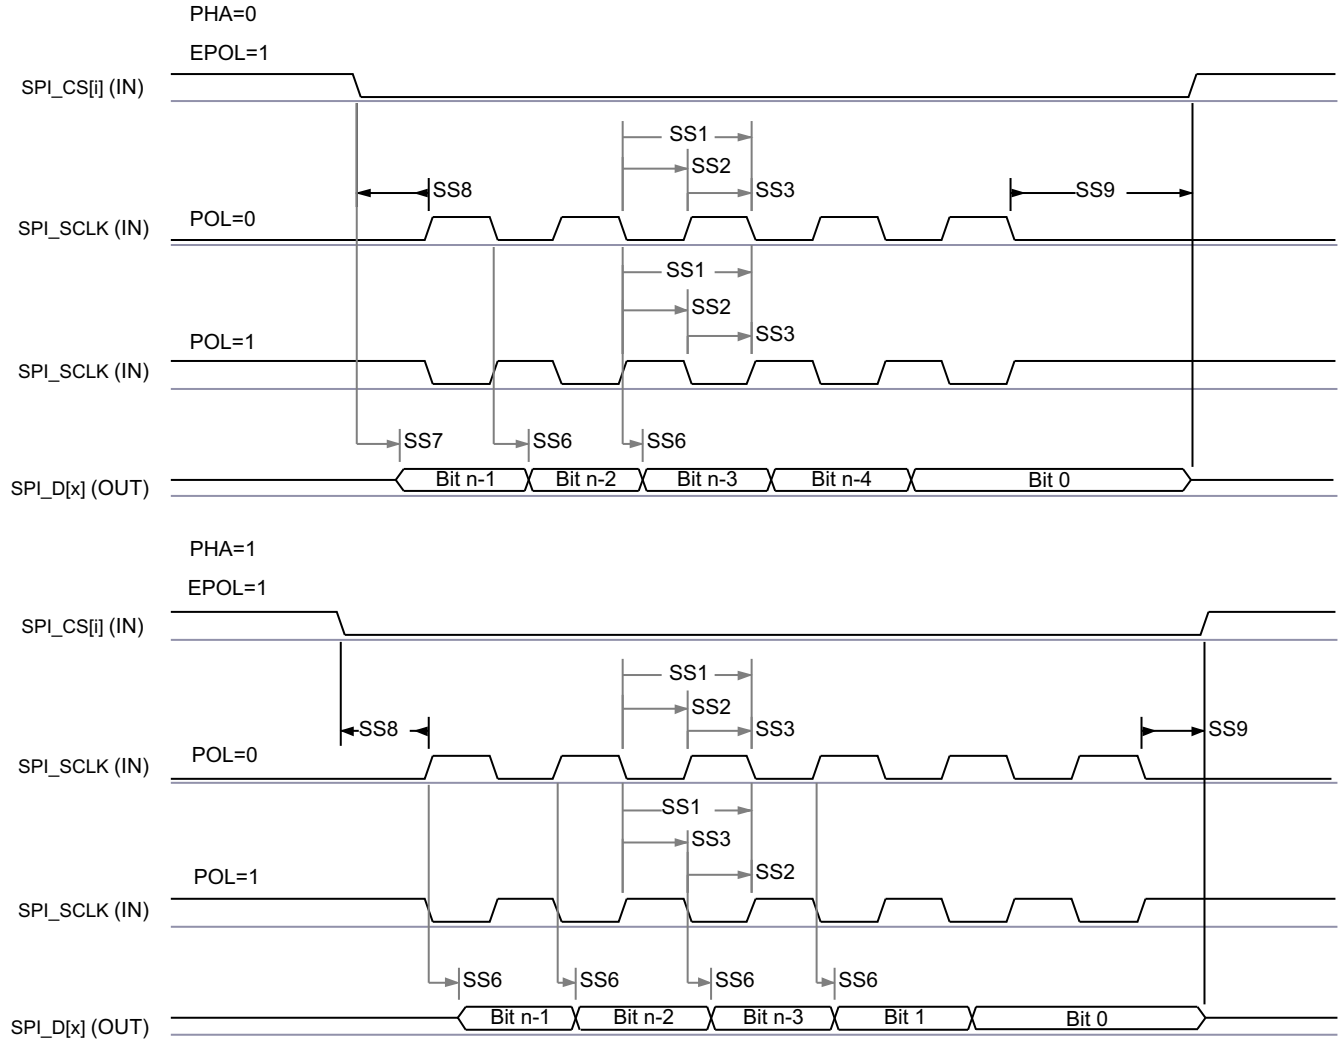 PHA=0
EPOL=1
SPI_CS[i] (IN)
SS1
SS2
SS8
SS3
SS9
POL=0
SPI_SCLK (IN)
SS1
SS2
SS3
POL=1
SPI_SCLK (IN)
SS7
SS6
SS6
SPI_D[x] (OUT)
Bit n-1
Bit n-2
Bit n-3
Bit n-4
Bit 0
PHA=1
EPOL=1
SPI_CS[i] (IN)
SS1
SS2
SS8
SS3
SS9
POL=0
SPI_SCLK (IN)
SS1
SS3
SS2
POL=1
SPI_SCLK (IN)
SS6
SS6
SS6
SS6
SPI_D[x] (OUT)
Bit n-1
Bit n-2
Bit n-3
Bit 1
Bit 0